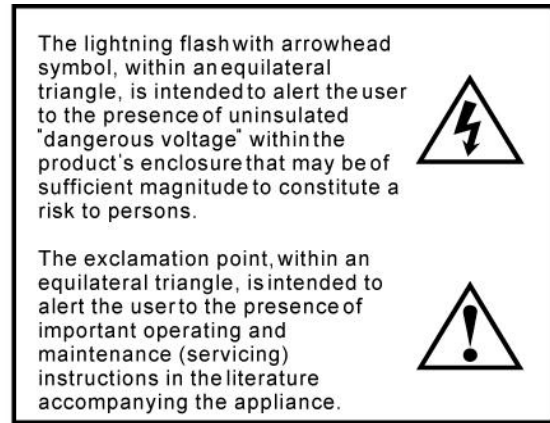 The lightning flash with arrowhead
symbol, within an equilateral
triangle, is intended to alert the user
to the presence of uninsulated
"dangerous voltage" within the
product's enclosure that may be of
sufficient magnitude to constitute a
risk to persons.
The exclamation point, within an
equilateral triangle, is intended to
alert the user to the presence of
important operating and
maintenance (servicing)
instructions in the literature
accompanying the appliance.